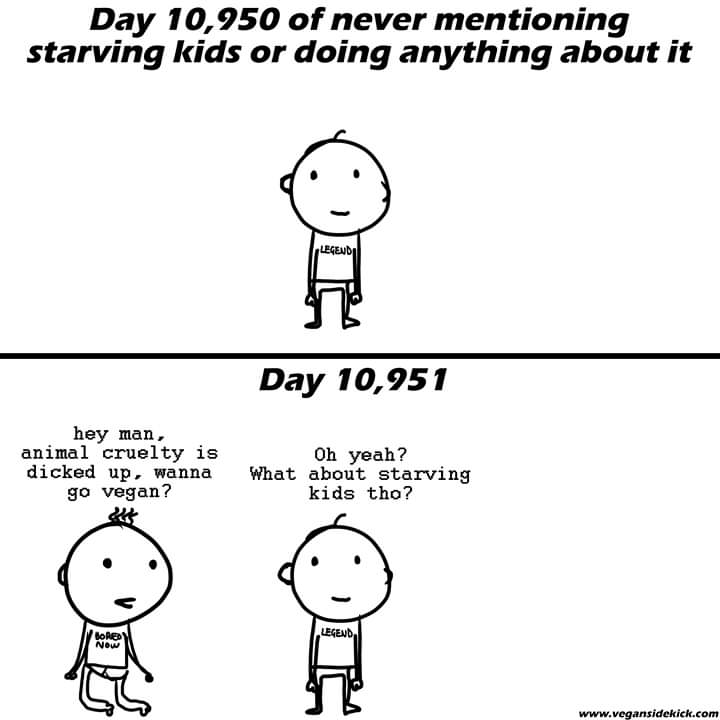 Day 10,950 of never mentioning
starving kids or doing anything about it
LEGEND
Day 10,951
hey man,
animal cruelty is
dicked up, wanna
go vegan?
Oh yeah?
What about starving
kids tho?
BORED
NOW
LEGEND
www.vegansidekick.com